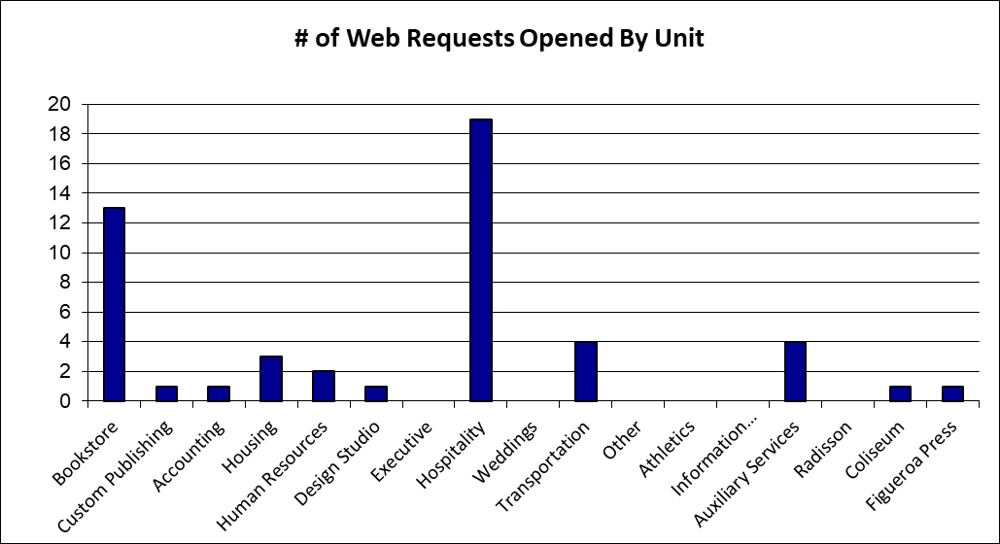 # of Web Requests Opened By Unit
20
18
16
14
12
10
8
6
4
2
0
Bookstore
Custom Publishing
Accounting
Housing
Human Resources
Design Studio
Executive
Hospitality
Weddings
Transportation
Other
Athletics
Information...
Auxiliary Services
Radisson
Coliseum
Figueroa Press